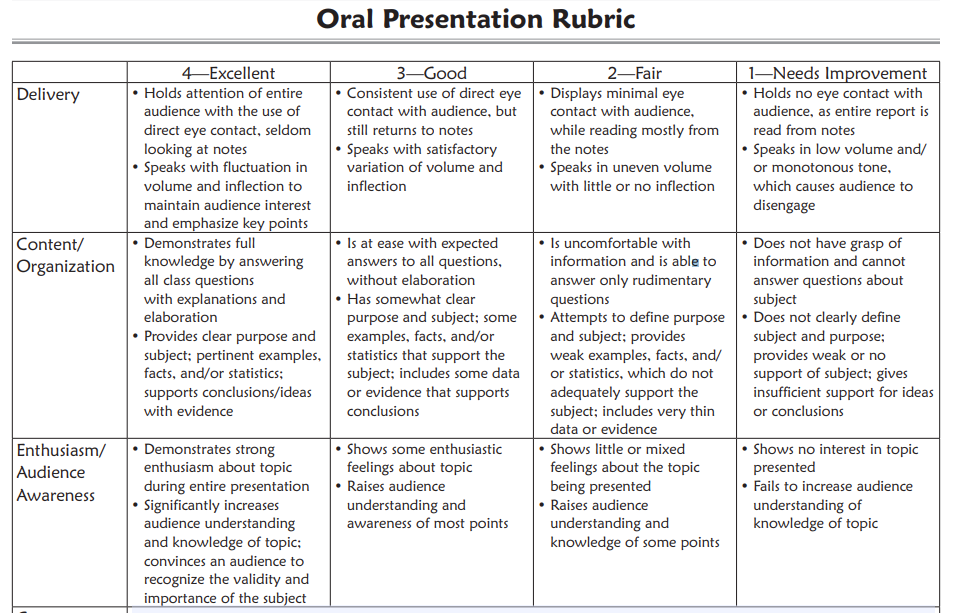 Oral Presentation Rubric
4—Excellent
3—Good
2—Fair
1—Needs Improvement
Delivery
• Holds attention of entire
audience with the use of
direct eye contact, seldom
looking at notes
• Speaks with fluctuation in
volume and inflection to
maintain audience interest
and emphasize key points
• Consistent use of direct eye
contact with audience, but
still returns to notes
• Speaks with satisfactory
variation of volume and
inflection
• Displays minimal eye
contact with audience,
while reading mostly from
the notes
• Speaks in uneven volume
with little or no inflection
• Holds no eye contact with
audience, as entire report is
read from notes
• Speaks in low volume and/
or monotonous tone,
which causes audience to
disengage
Content/
Organization
• Demonstrates full
knowledge by answering
all class questions
with explanations and
elaboration
• Provides clear purpose and
subject; pertinent examples,
facts, and/or statistics;
supports conclusions/ideas
with evidence
• Is at ease with expected
answers to all questions,
without elaboration
• Has somewhat clear
purpose and subject; some
examples, facts, and/or
statistics that support the
subject; includes some data
or evidence that supports
conclusions
• Is uncomfortable with
information and is able to
answer only rudimentary
questions
• Attempts to define purpose
and subject; provides
weak examples, facts, and/
or statistics, which do not
adequately support the
subject; includes very thin
data or evidence
• Does not have grasp of
information and cannot
answer questions about
subject
• Does not clearly define
subject and purpose;
provides weak or no
support of subject; gives
insufficient support for ideas
or conclusions
Enthusiasm/
Audience
Awareness
• Demonstrates strong
enthusiasm about topic
during entire presentation
• Significantly increases
audience understanding
and knowledge of topic;
convinces an audience to
recognize the validity and
importance of the subject
• Shows some enthusiastic
feelings about topic
• Raises audience
understanding and
awareness of most points
• Shows little or mixed
feelings about the topic
being presented
• Raises audience
understanding and
knowledge of some points
• Shows no interest in topic
presented
• Fails to increase audience
understanding of
knowledge of topic